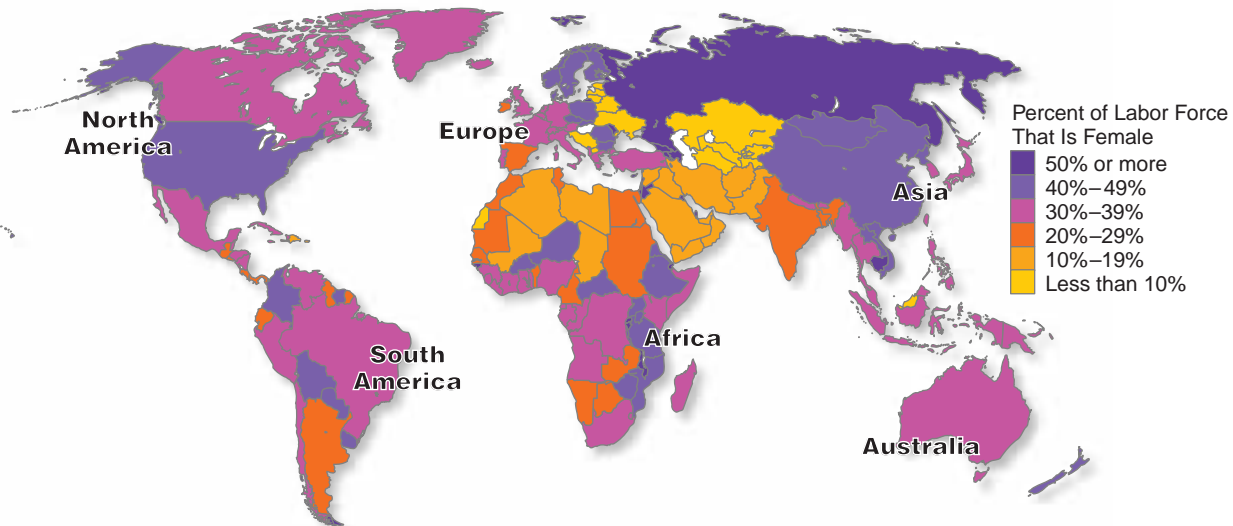 North
America
Europe
Asia
Africa
South
America
Australia
Percent of Labor Force
That Is Female
50% or more
40%–49%
30%–39%
20%–29%
10%–19%
Less than 10%